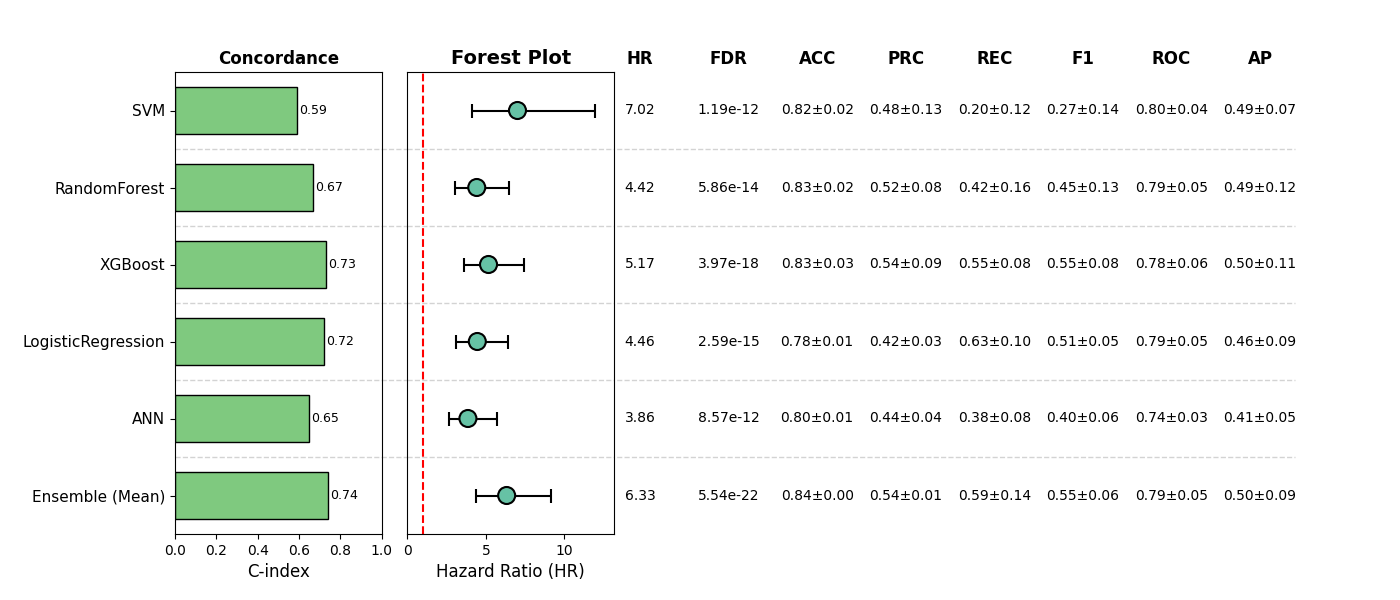 Concordance Forest Plot HR FDR ACC PRC REC F1 ROC AP
SVM 0.59 7.02 1.19e-12 0.82±0.02 0.48±0.13 0.20±0.12 0.27±0.14 0.80±0.04 0.49±0.07
RandomForest 0.67 4.42 5.86e-14 0.83±0.02 0.52±0.08 0.42±0.16 0.45±0.13 0.79±0.05 0.49±0.12
XGBoost 0.73 5.17 3.97e-18 0.83±0.03 0.54±0.09 0.55±0.08 0.55±0.08 0.78±0.06 0.50±0.11
LogisticRegression 0.72 4.46 2.59e-15 0.78±0.01 0.42±0.03 0.63±0.10 0.51±0.05 0.79±0.05 0.46±0.09
ANN 0.65 3.86 8.57e-12 0.80±0.01 0.44±0.04 0.38±0.08 0.40±0.06 0.74±0.03 0.41±0.05
Ensemble (Mean) 0.74 6.33 5.54e-22 0.84±0.00 0.54±0.01 0.59±0.14 0.55±0.06 0.79±0.05 0.50±0.09
0.0 0.2 0.4 0.6 0.8 1.0 0 5 10
C-index Hazard Ratio (HR)